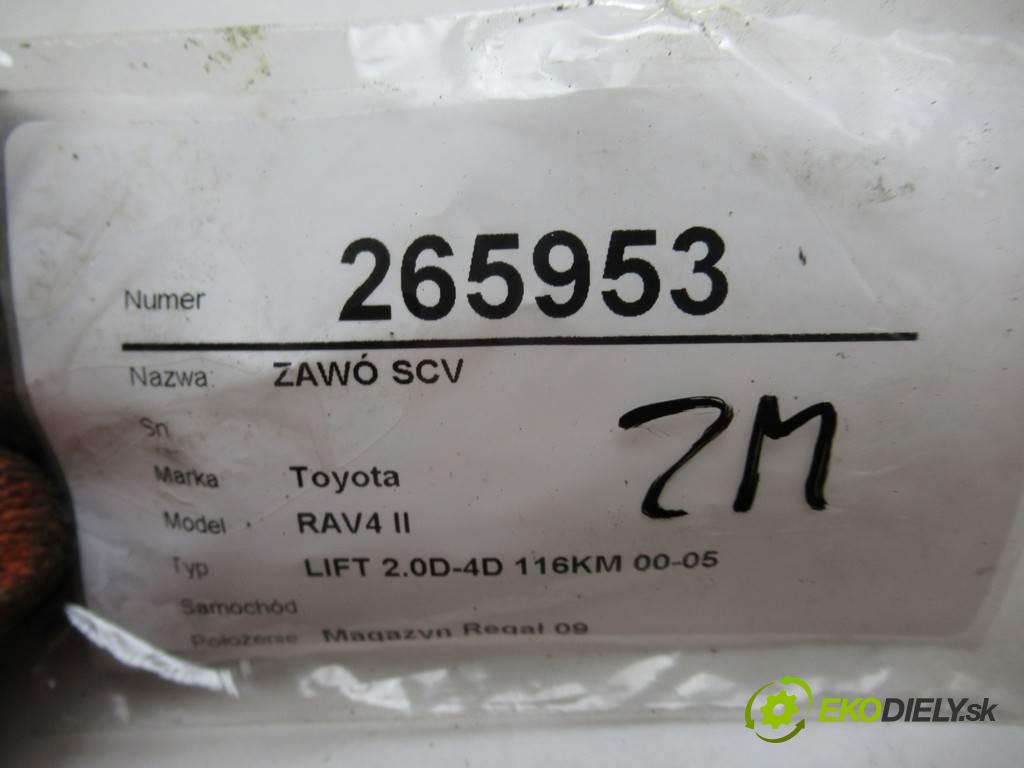 Numer 265953
Nazwa: ZAWÓ SCV
Sn
ZM
Marka Toyota
Model RAV4 II
Typ LIFT 2.0D-4D 116KM 00-05
Samochód
Położenie Magazyn Regał 09
EKODIELY.sk